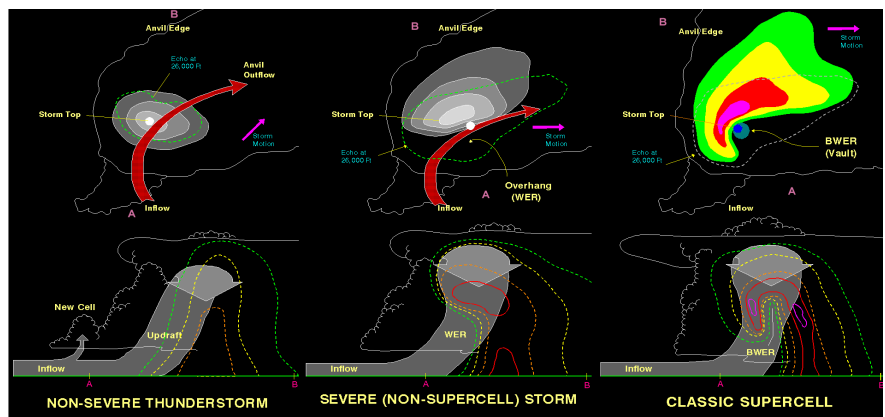 B
Anvil Edge
Echo at
26,000 Ft
Anvil
Outflow
Storm Top
Storm
Motion
A
Inflow
New Cell
Updraft
Inflow
A
B
NON-SEVERE THUNDERSTORM
B
Anvil Edge
Storm Top
Storm
Motion
Echo at
26,000 Ft
Overhang
(WER)
A
Inflow
WER
Inflow
A
B
SEVERE (NON-SUPERCELL) STORM
B
Anvil Edge
Storm
Motion
Storm Top
BWER
(Vault)
Echo at
26,000 Ft
A
Inflow
BWER
Inflow
A
B
CLASSIC SUPERCELL